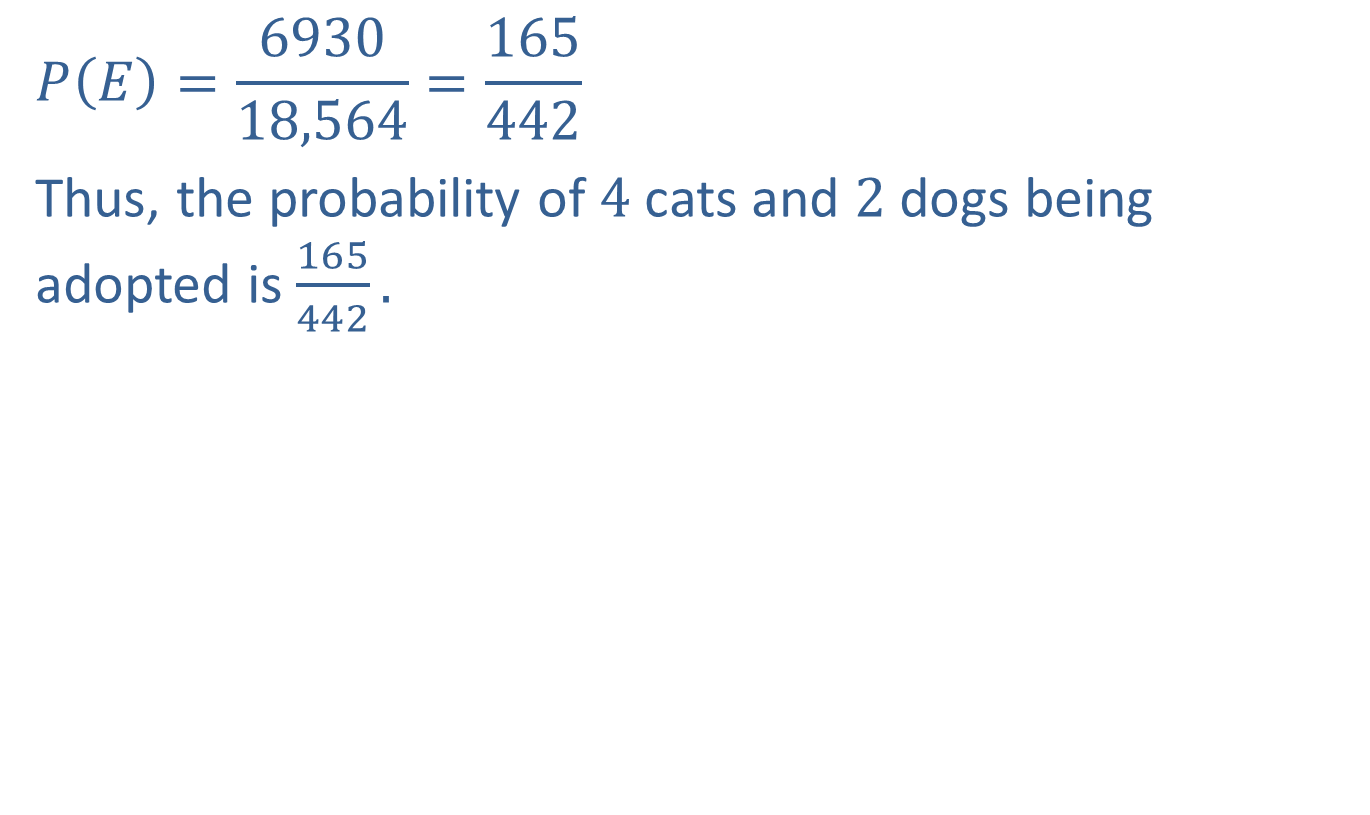 P(E) = 6930/18,564 = 165/442
Thus, the probability of 4 cats and 2 dogs being
adopted is 165/442.